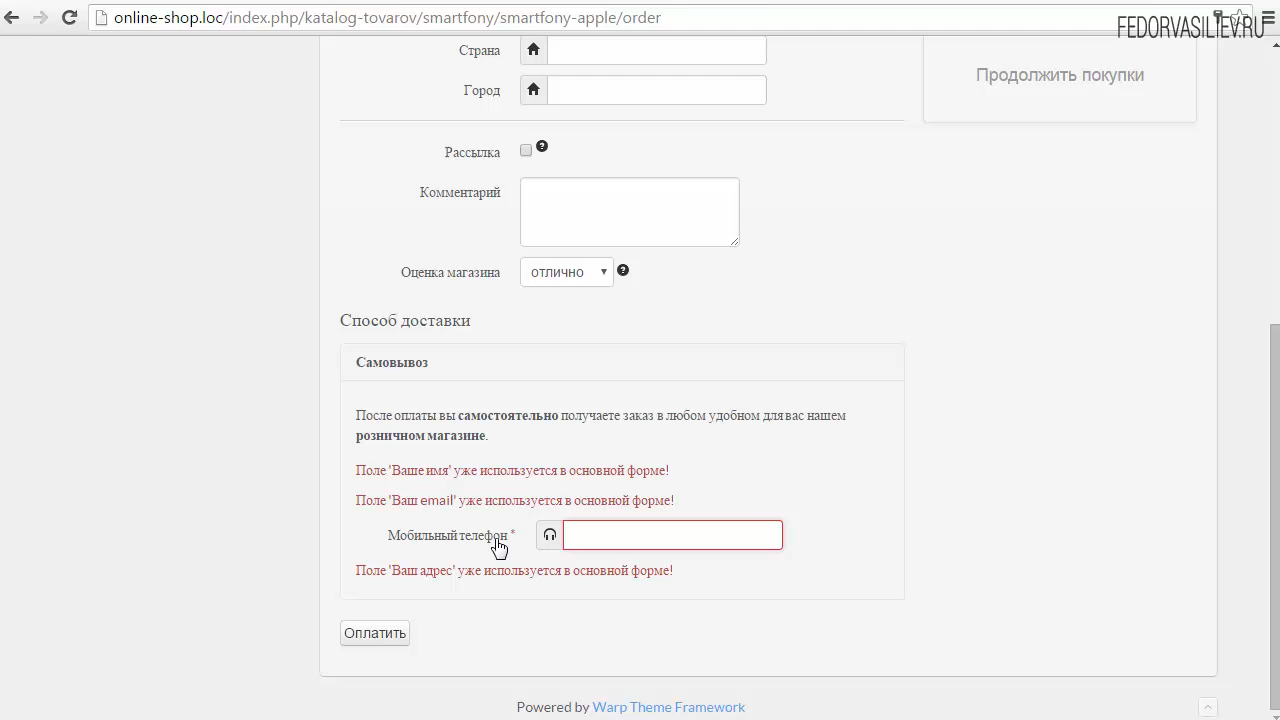 online-shop.loc/index.php/katalog-tovarov/smartfony/smartfony-apple/order
FEDORVASILIEV.RU
Страна
Продолжить покупки
Город
Рассылка
Комментарий
Оценка магазина отлично
Способ доставки
Самовывоз
После оплаты вы самостоятельно получаете заказ в любом удобном для вас нашем
розничном магазине.
Поле 'Ваше имя' уже используется в основной форме!
Поле 'Ваш email' уже используется в основной форме!
Мобильный телефон *
Поле 'Ваш адрес' уже используется в основной форме!
Оплатить
Powered by Warp Theme Framework